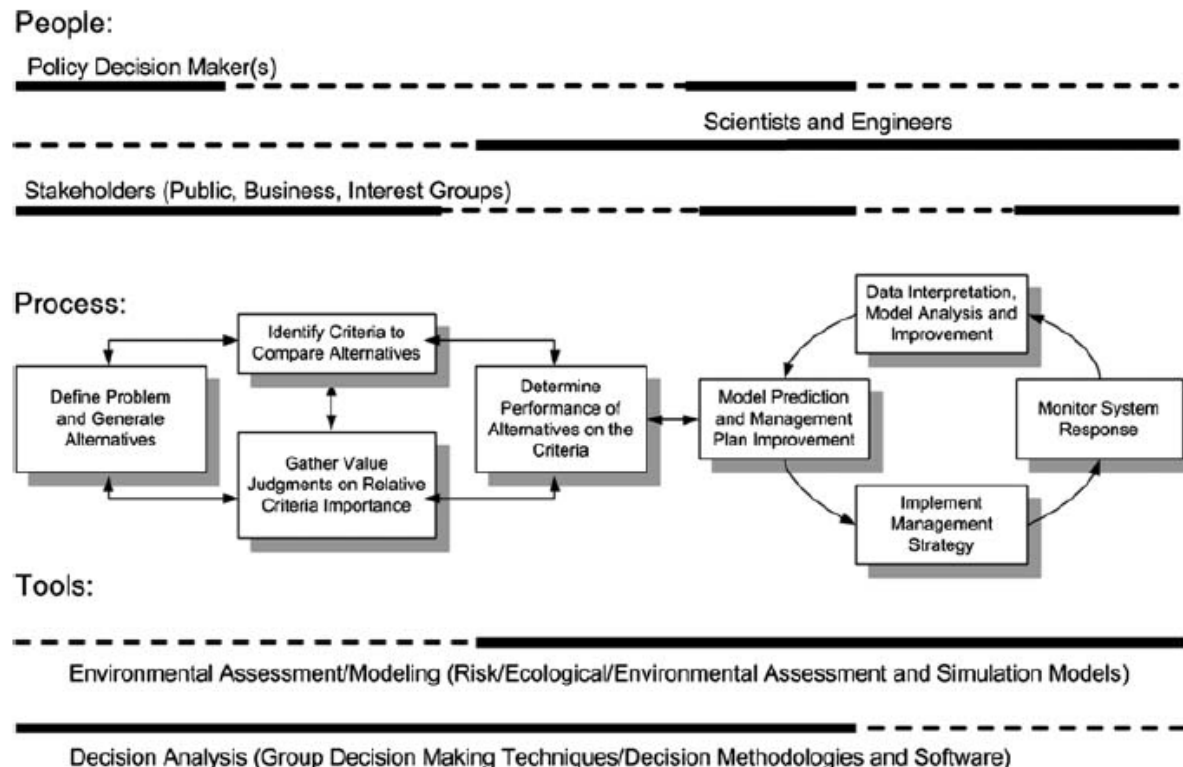 People:
Policy Decision Maker(s)
Scientists and Engineers
Stakeholders (Public, Business, Interest Groups)
Process:
Identify Criteria to
Compare Alternatives
Define Problem
and Generate
Alternatives
Gather Value
Judgments on Relative
Criteria Importance
Determine
Performance of
Alternatives on the
Criteria
Data Interpretation,
Model Analysis and
Improvement
Model Prediction
and Management
Plan Improvement
Monitor System
Response
Implement
Management
Strategy
Tools:
Environmental Assessment/Modeling (Risk/Ecological/Environmental Assessment and Simulation Models)
Decision Analysis (Group Decision Making Techniques/Decision Methodologies and Software)